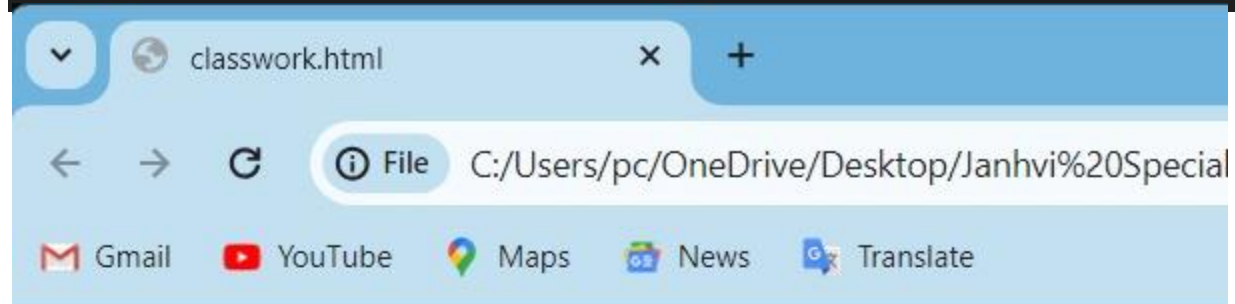 classwork.html
File C:/Users/pc/OneDrive/Desktop/Janhvi%20Special
Gmail YouTube Maps News Translate